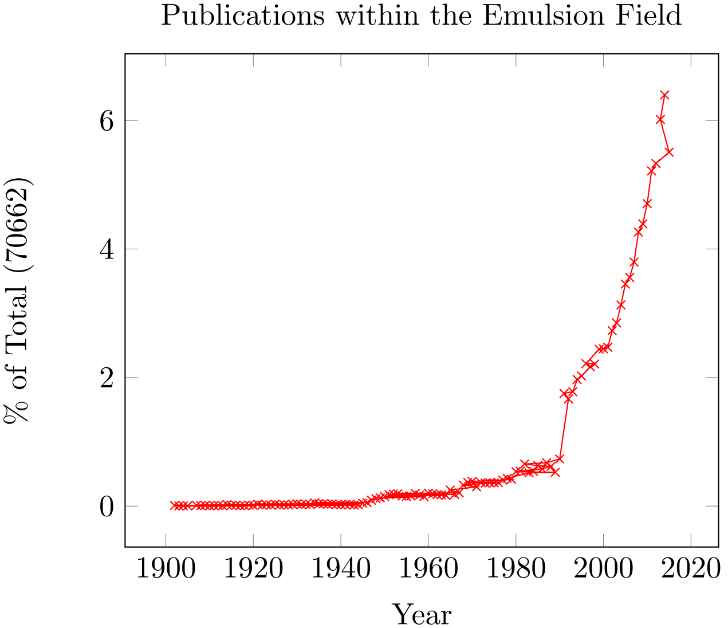 Publications within the Emulsion Field
% of Total (70662)
6
4
2
0
1900 1920 1940 1960 1980 2000 2020
Year